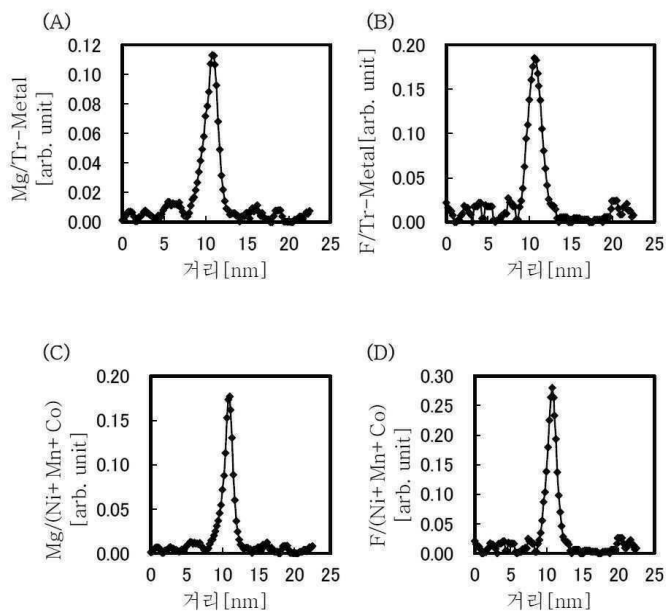 (A)
Mg/Tr-Metal
[arb. unit]
0.12
0.10
0.08
0.06
0.04
0.02
0.00
0 5 10 15 20 25
거리[nm]
(B)
F/Tr-Metal[arb. unit]
0.20
0.15
0.10
0.05
0.00
0 5 10 15 20 25
거리[nm]
(C)
Mg/(Ni+Mn+Co)
[arb. unit]
0.20
0.15
0.10
0.05
0.00
0 5 10 15 20 25
거리[nm]
(D)
F/(Ni+Mn+Co)
[arb. unit]
0.30
0.25
0.20
0.15
0.10
0.05
0.00
0 5 10 15 20 25
거리[nm]